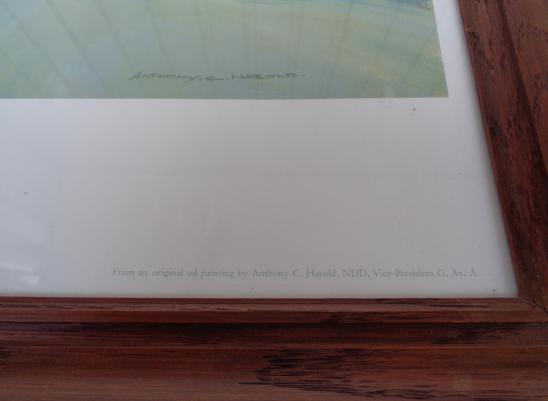 ANTHONY. C. HAROLD.
From an original oil painting by Anthony C. Harold, NDD, Vice-President G, Av, A.